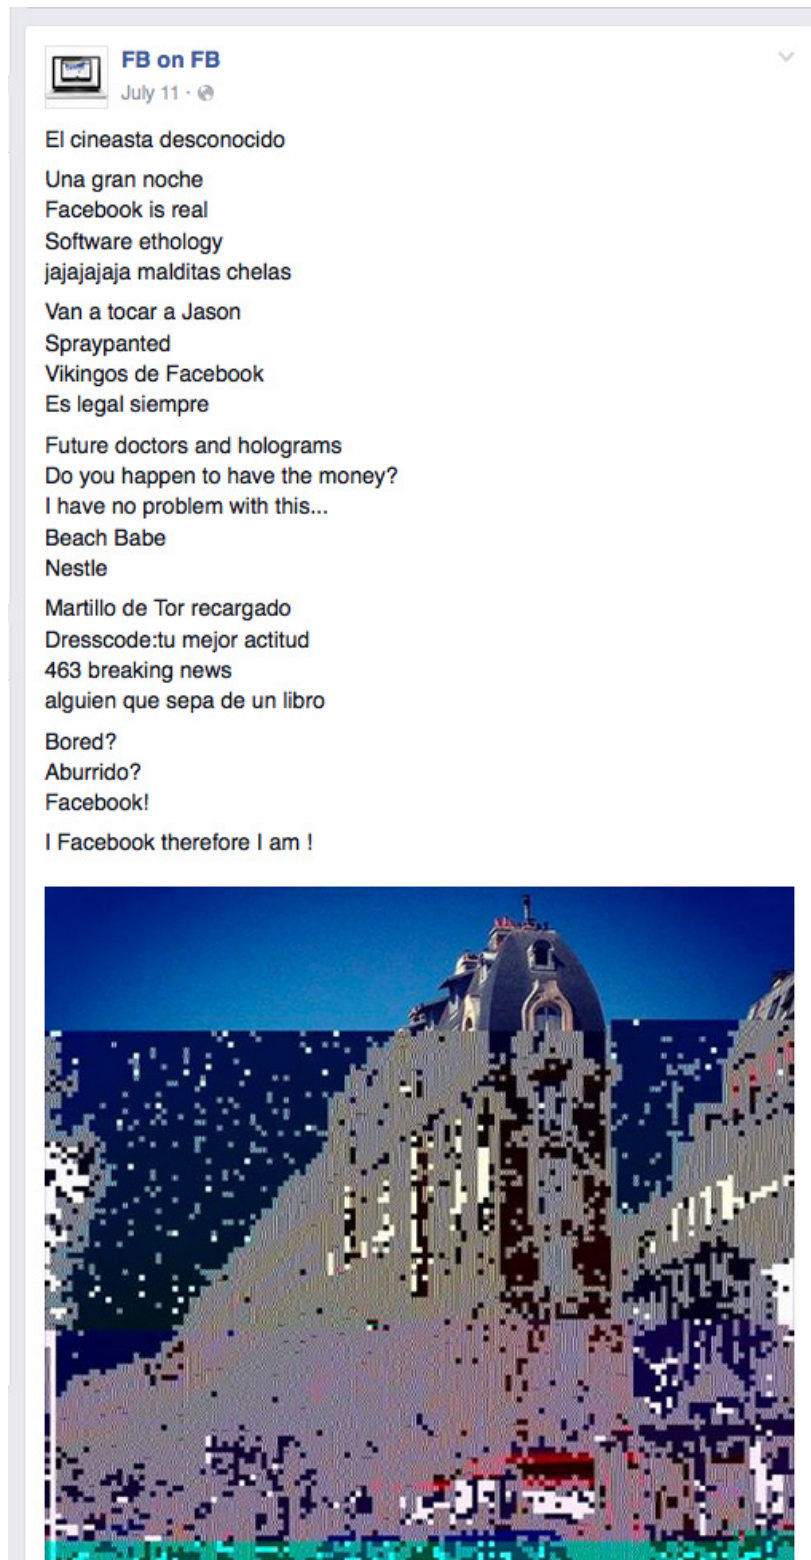 FB on FB
July 11 ·
El cineasta desconocido
Una gran noche
Facebook is real
Software ethology
jajajajaja malditas chelas
Van a tocar a Jason
Spraypanted
Vikingos de Facebook
Es legal siempre
Future doctors and holograms
Do you happen to have the money?
I have no problem with this...
Beach Babe
Nestle
Martillo de Tor recargado
Dresscode:tu mejor actitud
463 breaking news
alguien que sepa de un libro
Bored?
Aburrido?
Facebook!
I Facebook therefore I am !